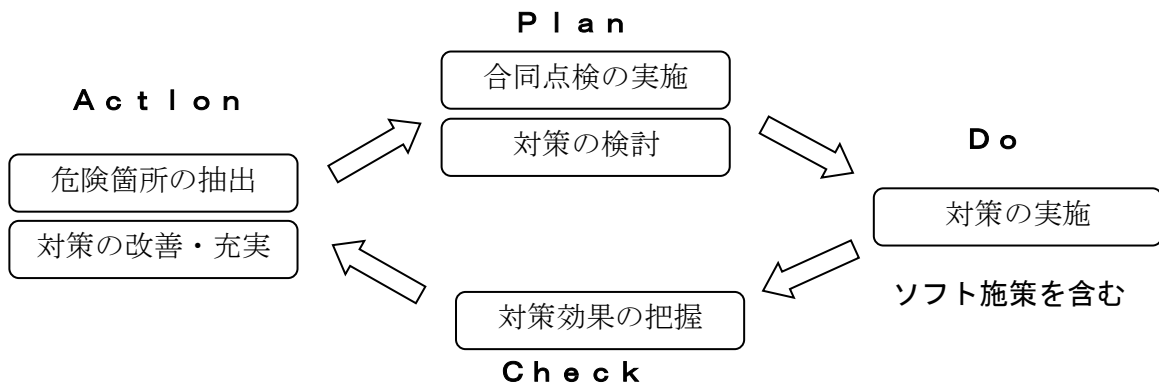 Ｐｌａｎ
合同点検の実施
対策の検討
Ａｃｔｌｏｎ
危険箇所の抽出
対策の改善・充実
Ｄｏ
対策の実施
ソフト施策を含む
対策効果の把握
Ｃｈｅｃｋ